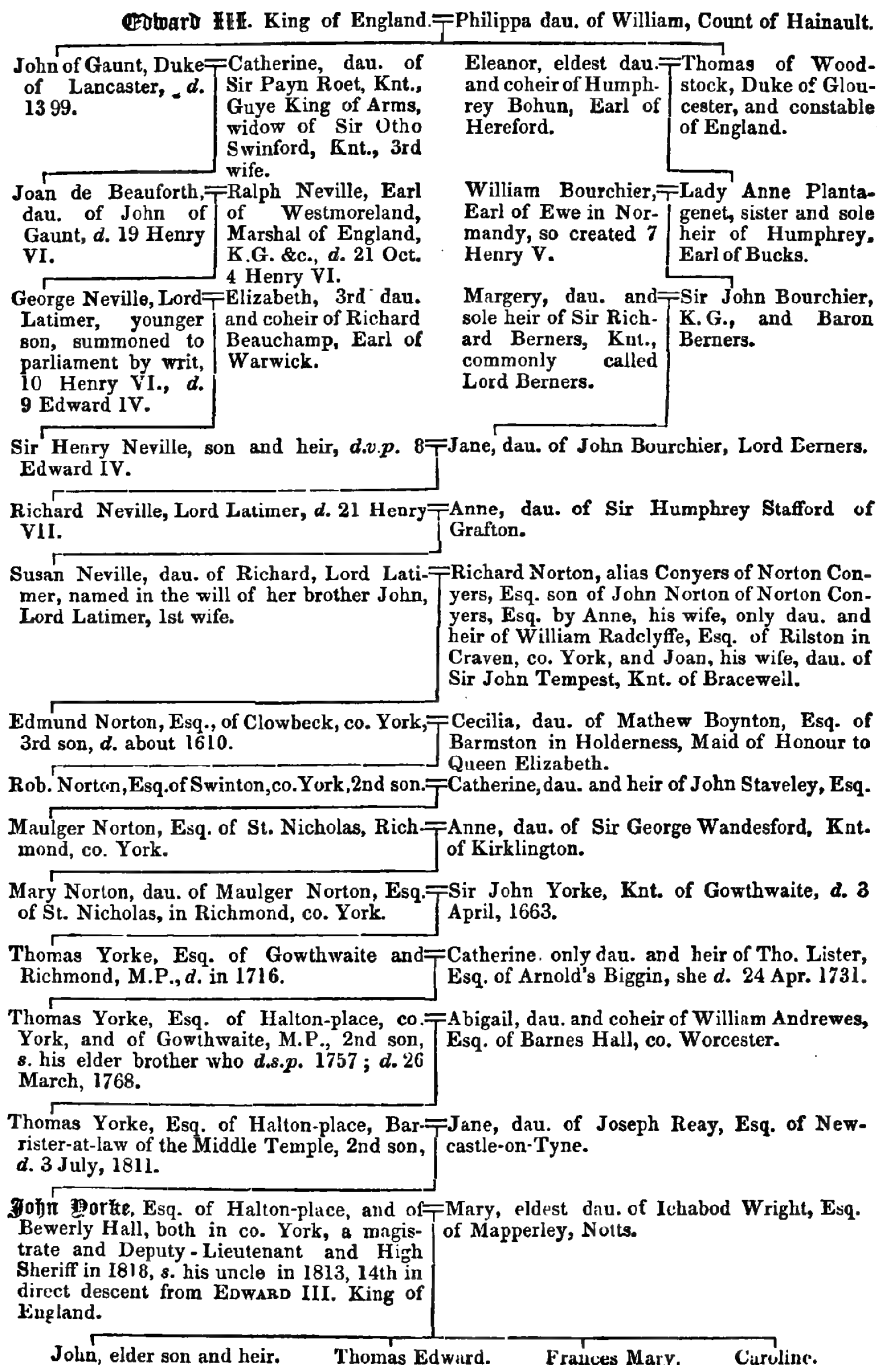 Edward III. King of England.=Philippa dau. of William, Count of Hainault.
John of Gaunt, Duke
of Lancaster, d.
1399.
Catherine, dau. of
Sir Payn Roet, Knt.,
Guye King of Arms,
widow of Sir Otho
Swinford, Knt., 3rd
wife.
Eleanor, eldest dau.
and coheir of Humph-
rey Bohun, Earl of
Hereford.
Thomas of Wood-
stock, Duke of Glou-
cester, and constable
of England.
Joan de Beauforth,
dau. of John of
Gaunt, d. 19 Henry
VI.
Ralph Neville, Earl
of Westmoreland,
Marshal of England,
K.G. &c., d. 21 Oct.
4 Henry VI.
William Bourchier,
Earl of Ewe in Nor-
mandy, so created 7
Henry V.
Lady Anne Planta-
genet, sister and sole
heir of Humphrey,
Earl of Bucks.
George Neville, Lord
Latimer, younger
son, summoned to
parliament by writ,
10 Henry VI., d.
9 Edward IV.
Elizabeth, 3rd dau.
and coheir of Richard
Beauchamp, Earl of
Warwick.
Margery, dau. and
sole heir of Sir Rich-
ard Berners, Knt.,
commonly called
Lord Berners.
Sir John Bourchier,
K.G., and Baron
Berners.
Sir Henry Neville, son and heir, d.v.p. 8
Edward IV.
Jane, dau. of John Bourchier, Lord Berners.
Richard Neville, Lord Latimer, d. 21 Henry
VII.
Anne, dau. of Sir Humphrey Stafford of
Grafton.
Susan Neville, dau. of Richard, Lord Lati-
mer, named in the will of her brother John,
Lord Latimer, 1st wife.
Richard Norton, alias Conyers of Norton Con-
yers, Esq. son of John Norton of Norton Con-
yers, Esq. by Anne, his wife, only dau. and
heir of William Radclyffe, Esq. of Rilston in
Craven, co. York, and Joan, his wife, dau. of
Sir John Tempest, Knt. of Bracewell.
Edmund Norton, Esq., of Clowbeck, co. York,
3rd son, d. about 1610.
Cecilia, dau. of Mathew Boynton, Esq. of
Barmston in Holderness, Maid of Honour to
Queen Elizabeth.
Rob. Norton, Esq. of Swinton, co. York, 2nd son.=Catherine, dau. and heir of John Staveley, Esq.
Maulger Norton, Esq. of St. Nicholas, Rich-
mond, co. York.
Anne, dau. of Sir George Wandesford, Knt.
of Kirklington.
Mary Norton, dau. of Maulger Norton, Esq.
of St. Nicholas, in Richmond, co. York.
Sir John Yorke, Knt. of Gowthwaite, d. 3
April, 1663.
Thomas Yorke, Esq. of Gowthwaite and
Richmond, M.P., d. in 1716.
Catherine, only dau. and heir of Tho. Lister,
Esq. of Arnold's Biggin, she d. 24 Apr. 1731.
Thomas Yorke, Esq. of Halton-place, co.
York, and of Gowthwaite, M.P., 2nd son,
s. his elder brother who d.s.p. 1757; d. 26
March, 1768.
Abigail, dau. and coheir of William Andrewes,
Esq. of Barnes Hall, co. Worcester.
Thomas Yorke, Esq. of Halton-place, Bar-
rister-at-law of the Middle Temple, 2nd son,
d. 3 July, 1811.
Jane, dau. of Joseph Reay, Esq. of New-
castle-on-Tyne.
John Yorke, Esq. of Halton-place, and of
Bewerly Hall, both in co. York, a magis-
trate and Deputy-Lieutenant and High
Sheriff in 1818, s. his uncle in 1813, 14th in
direct descent from EDWARD III. King of
England.
Mary, eldest dau. of Ichabod Wright, Esq.
of Mapperley, Notts.
John, elder son and heir. Thomas Edward. Frances Mary. Caroline.